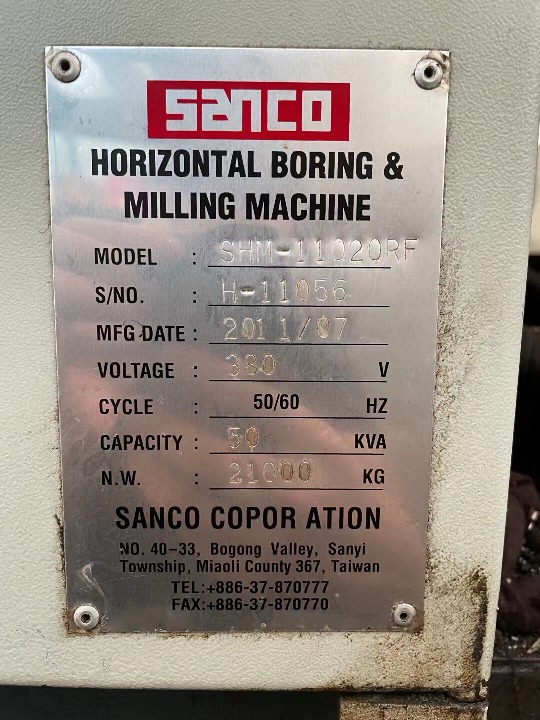 SANCO
HORIZONTAL BORING &
MILLING MACHINE
MODEL : SHM-11020RF
S/NO. : H-11056
MFG DATE : 2011/07
VOLTAGE : 380 V
CYCLE : 50/60 HZ
CAPACITY : 50 KVA
N.W. : 21000 KG
SANCO COPOR ATION
NO. 40-33, Bogong Valley, Sanyi
Township, Miaoli County 367, Taiwan
TEL:+886-37-870777
FAX:+886-37-870770